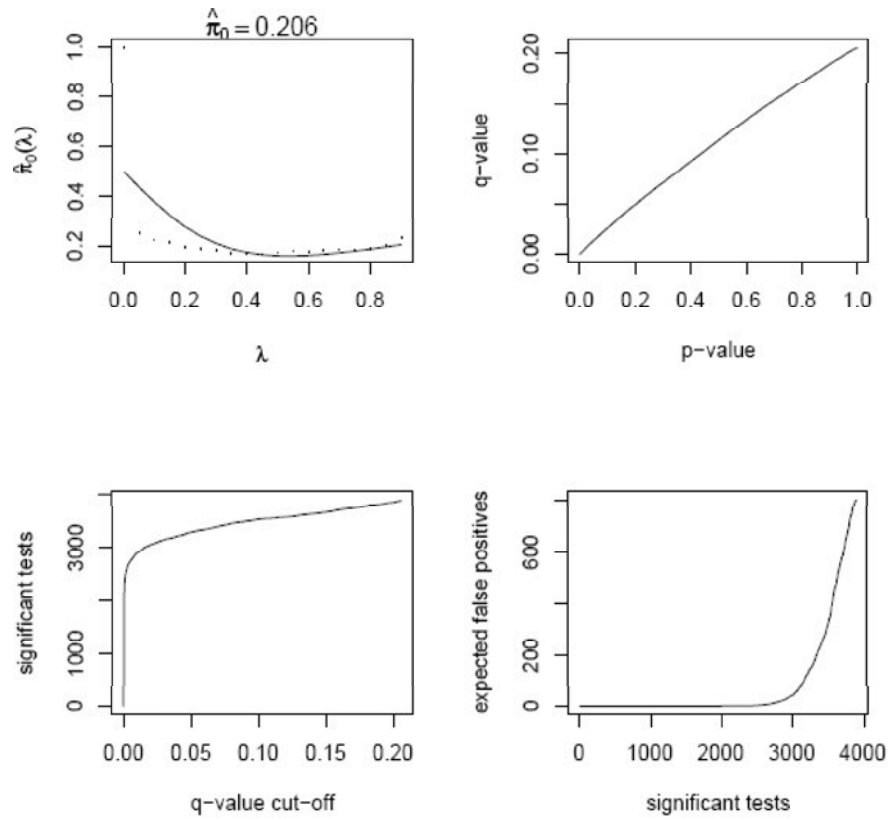 π̂₀ = 0.206
π̂₀(λ)
1.0
0.8
0.6
0.4
0.2
0.0 0.2 0.4 0.6 0.8
λ
q−value
0.20
0.10
0.00
0.0 0.2 0.4 0.6 0.8 1.0
p−value
significant tests
3000
1000
0
0.00 0.05 0.10 0.15 0.20
q−value cut−off
expected false positives
600
200
0
0 1000 2000 3000 4000
significant tests